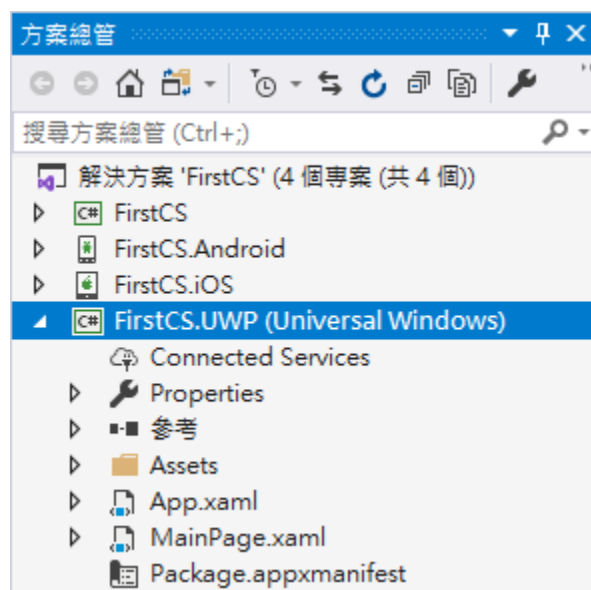 方案總管
搜尋方案總管 (Ctrl+;)
解決方案 'FirstCS' (4 個專案 (共 4 個))
C# FirstCS
FirstCS.Android
FirstCS.iOS
C# FirstCS.UWP (Universal Windows)
Connected Services
Properties
參考
Assets
App.xaml
MainPage.xaml
Package.appxmanifest